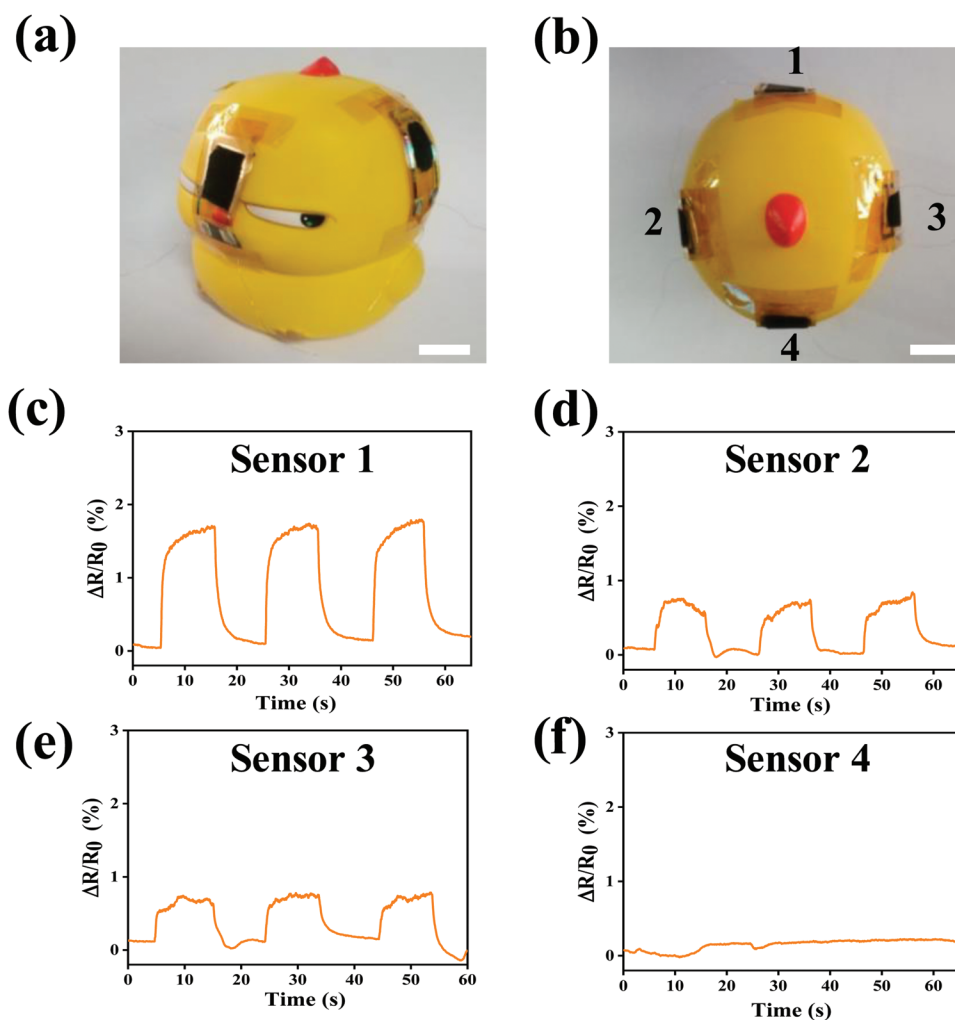 (a)
(b)
1
2
3
4
(c)
Sensor 1
ΔR/R0 (%)
3
2
1
0
0 10 20 30 40 50 60
Time (s)
(d)
Sensor 2
ΔR/R0 (%)
3
2
1
0
0 10 20 30 40 50 60
Time (s)
(e)
Sensor 3
ΔR/R0 (%)
3
2
1
0
0 10 20 30 40 50 60
Time (s)
(f)
Sensor 4
ΔR/R0 (%)
3
2
1
0
0 10 20 30 40 50 60
Time (s)